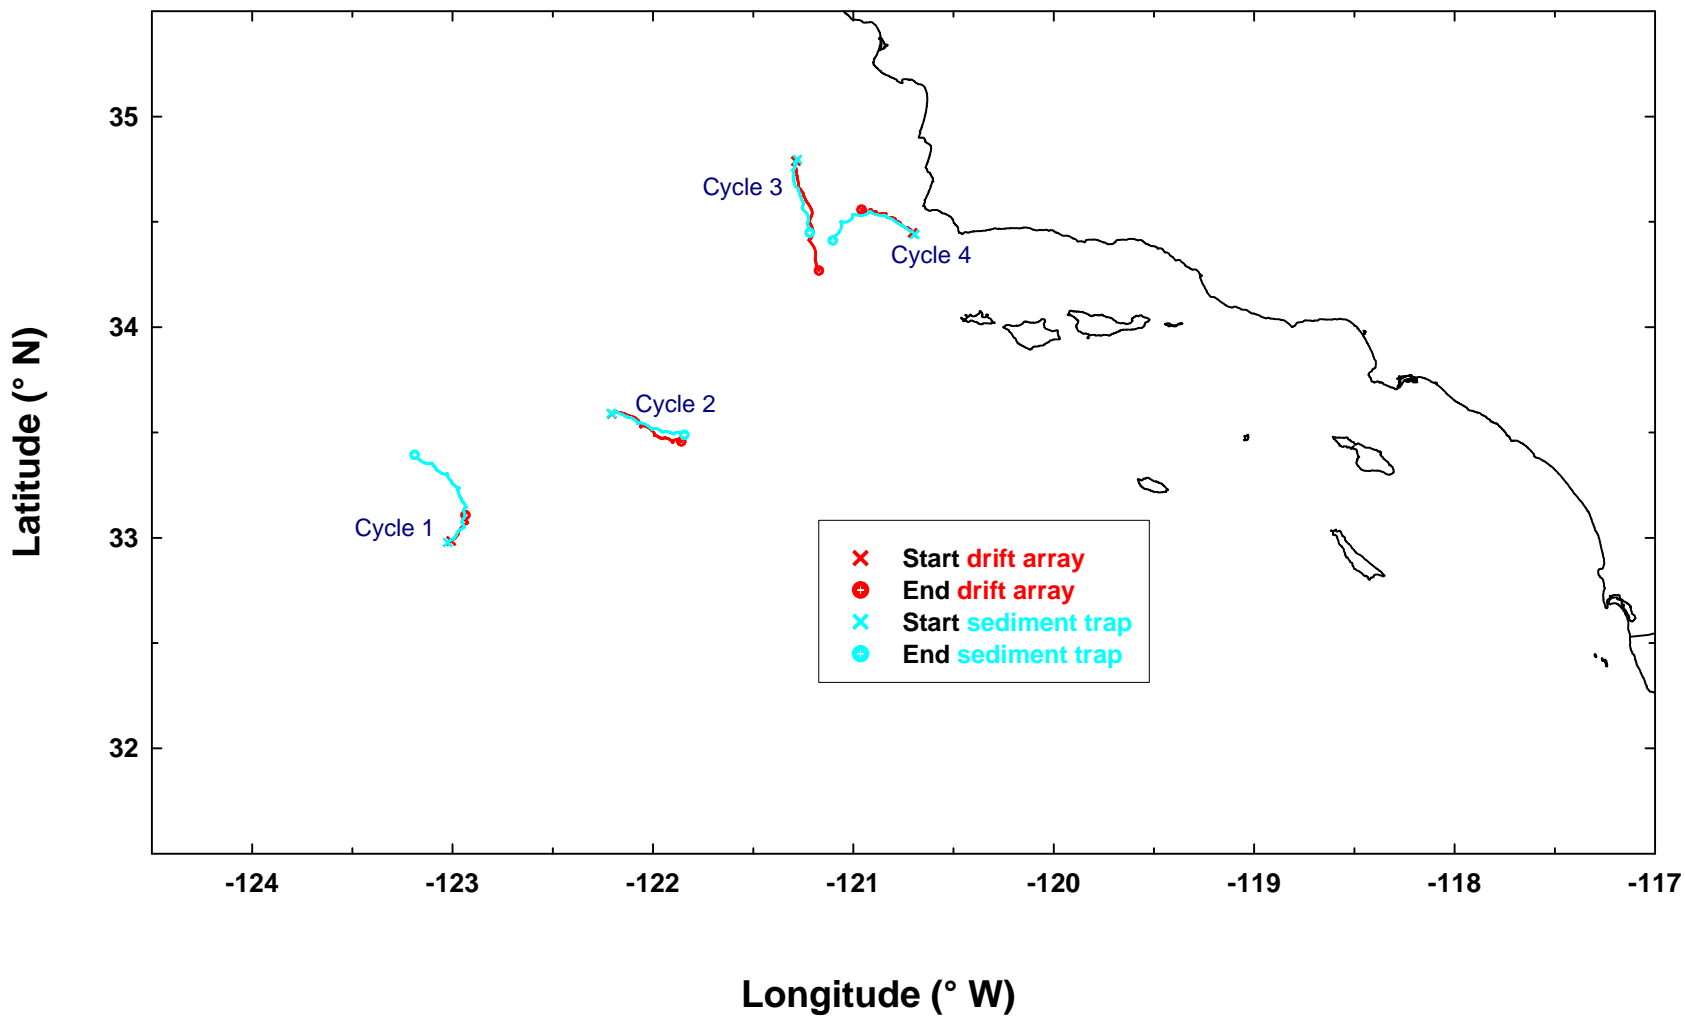 35
34
33
32
Latitude (° N)
Cycle 3
Cycle 4
Cycle 2
Cycle 1
Start drift array
End drift array
Start sediment trap
End sediment trap
-124 -123 -122 -121 -120 -119 -118 -117
Longitude (° W)